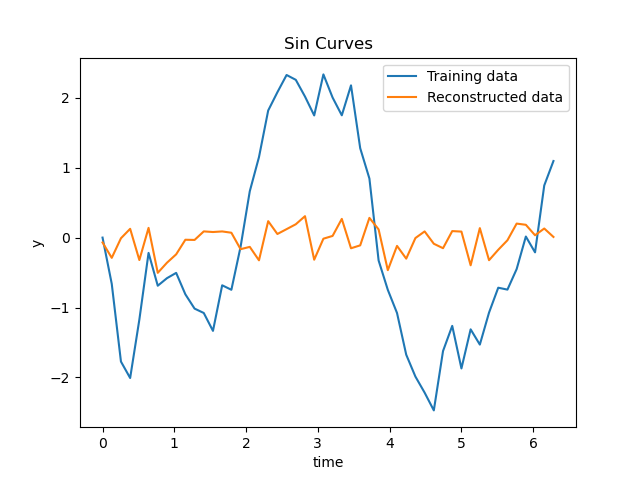 Sin Curves
Training data
Reconstructed data
y
2
1
0
−1
−2
0 1 2 3 4 5 6
time